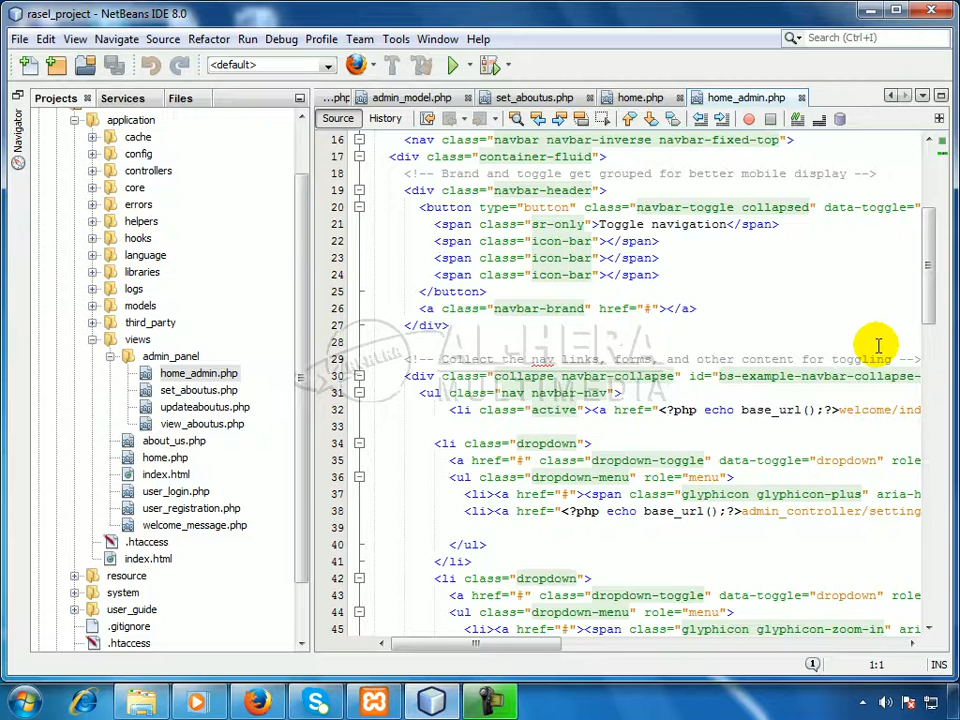 rasel_project - NetBeans IDE 8.0
File Edit View Navigate Source Refactor Run Debug Profile Team Tools Window Help
Search (Ctrl+I)
<default>
Projects Services Files
...php admin_model.php set_aboutus.php home.php home_admin.php
Source History
Navigator
application
cache
config
controllers
core
errors
helpers
hooks
language
libraries
logs
models
third_party
views
admin_panel
home_admin.php
set_aboutus.php
updateaboutus.php
view_aboutus.php
about_us.php
home.php
index.html
user_login.php
user_registration.php
welcome_message.php
.htaccess
index.html
resource
system
user_guide
.gitignore
.htaccess
16 <nav class="navbar navbar-inverse navbar-fixed-top">
17 <div class="container-fluid">
18 <!-- Brand and toggle get grouped for better mobile display -->
19 <div class="navbar-header">
20 <button type="button" class="navbar-toggle collapsed" data-toggle="
21 <span class="sr-only">Toggle navigation</span>
22 <span class="icon-bar"></span>
23 <span class="icon-bar"></span>
24 <span class="icon-bar"></span>
25 </button>
26 <a class="navbar-brand" href="#"></a>
27 </div>
28
29 <!-- Collect the nav links, forms, and other content for toggling -->
30 <div class="collapse navbar-collapse" id="bs-example-navbar-collapse-
31 <ul class="nav navbar-nav">
32 <li class="active"><a href="<?php echo base_url();?>welcome/ind
33
34 <li class="dropdown">
35 <a href="#" class="dropdown-toggle" data-toggle="dropdown" role
36 <ul class="dropdown-menu" role="menu">
37 <li><a href="#"><span class="glyphicon glyphicon-plus" aria-h
38 <li><a href="<?php echo base_url();?>admin_controller/setting
39
40 </ul>
41 </li>
42 <li class="dropdown">
43 <a href="#" class="dropdown-toggle" data-toggle="dropdown" role
44 <ul class="dropdown-menu" role="menu">
45 <li><a href="#"><span class="glyphicon glyphicon-zoom-in" ari
ALCHERA
MULTIMEDIA
1:1 INS